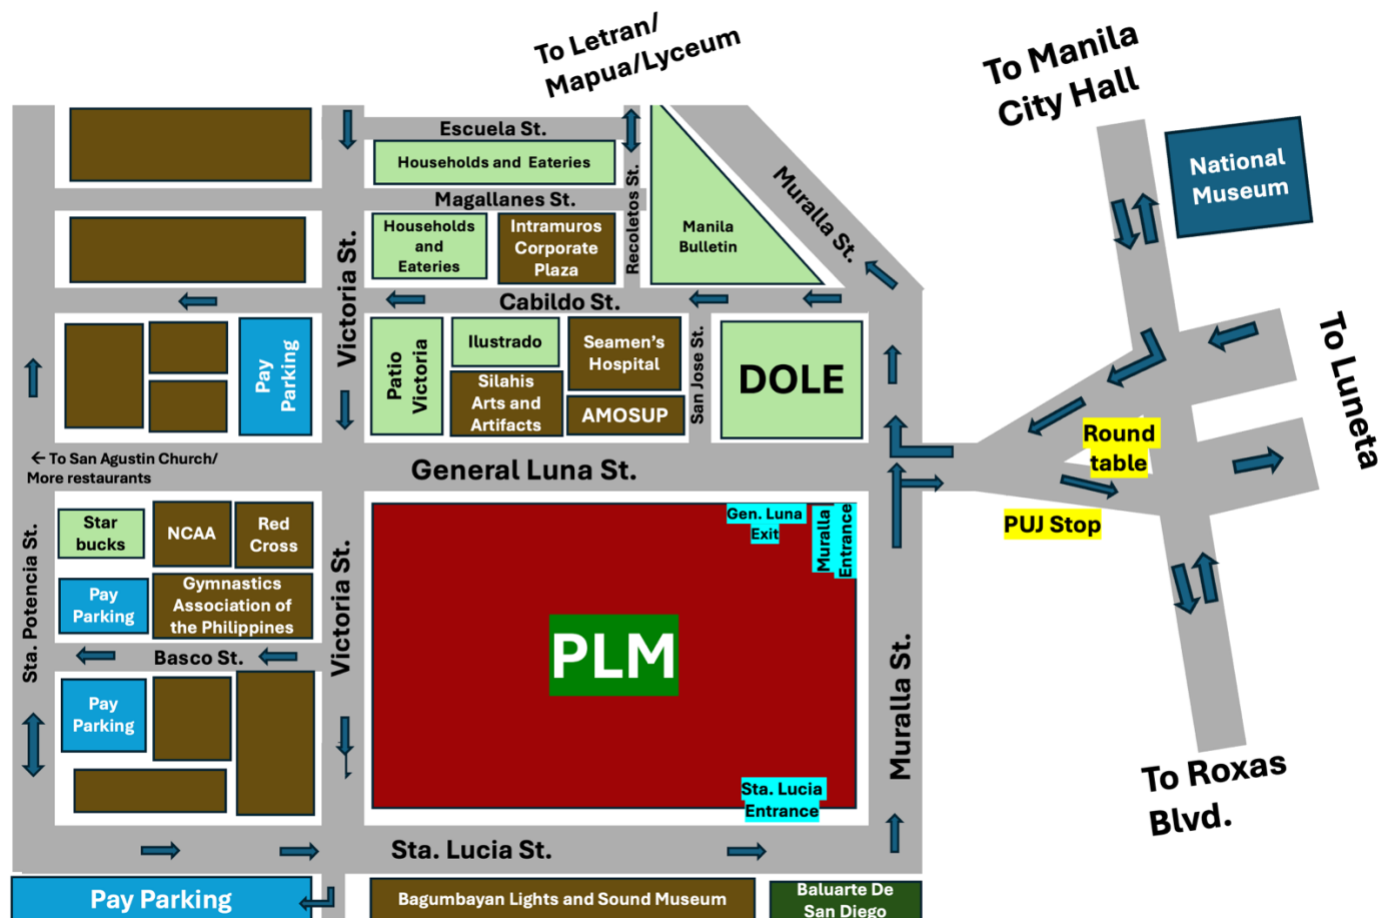 To Letran/
Mapua/Lyceum
To Manila
City Hall
National
Museum
Escuela St.
Households and Eateries
Magallanes St.
Recoletos St.
Muralla St.
Households
and
Eateries
Intramuros
Corporate
Plaza
Manila
Bulletin
Victoria St.
Cabildo St.
To Luneta
Pay
Parking
Patio
Victoria
Ilustrado
Silahis
Arts and
Artifacts
Seamen's
Hospital
AMOSUP
San Jose St.
DOLE
Round
table
← To San Agustin Church/
More restaurants
General Luna St.
PUJ Stop
Sta. Potencia St.
Star
bucks
NCAA
Red
Cross
Pay
Parking
Gymnastics
Association of
the Philippines
Victoria St.
Gen. Luna
Exit
Muralla
Entrance
PLM
Muralla St.
Basco St.
Pay
Parking
Sta. Lucia
Entrance
To Roxas
Blvd.
Sta. Lucia St.
Pay Parking
Bagumbayan Lights and Sound Museum
Baluarte De
San Diego